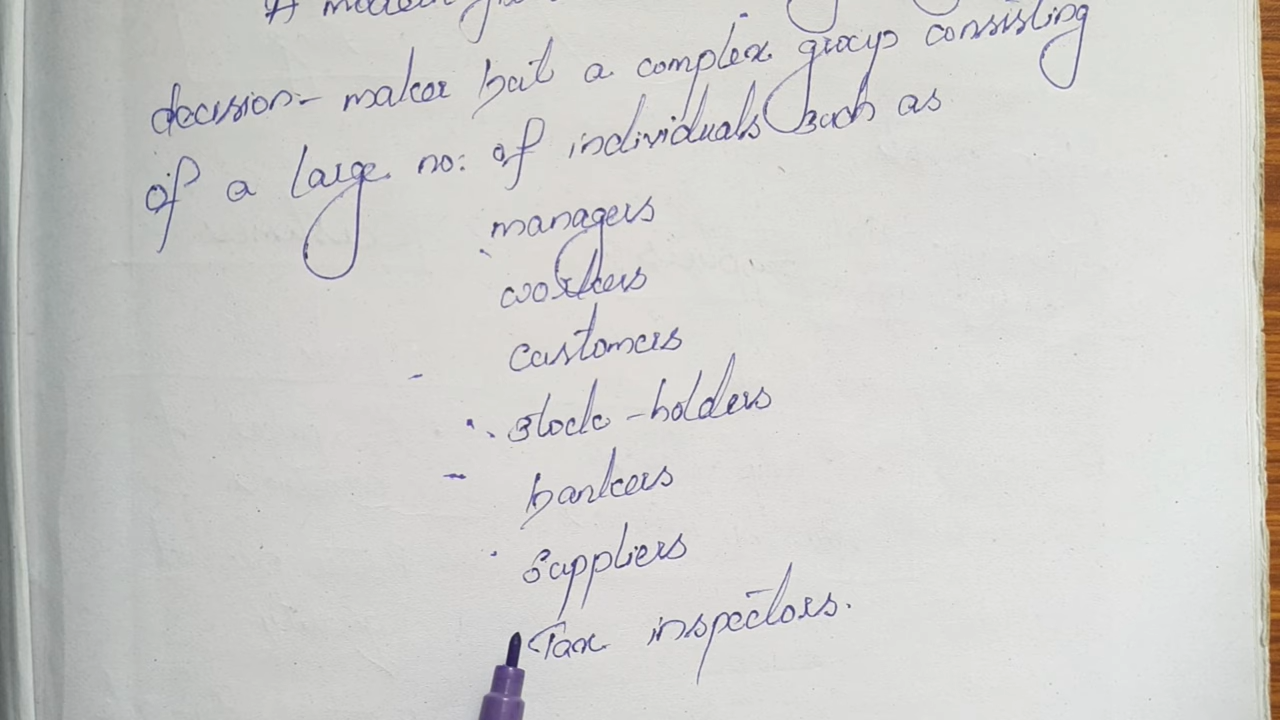 A modern
decision- maker but a complex group consisting
of a large no: of individuals such as
managers
workers
customers
stock-holders
bankers
suppliers
Tax inspectors.